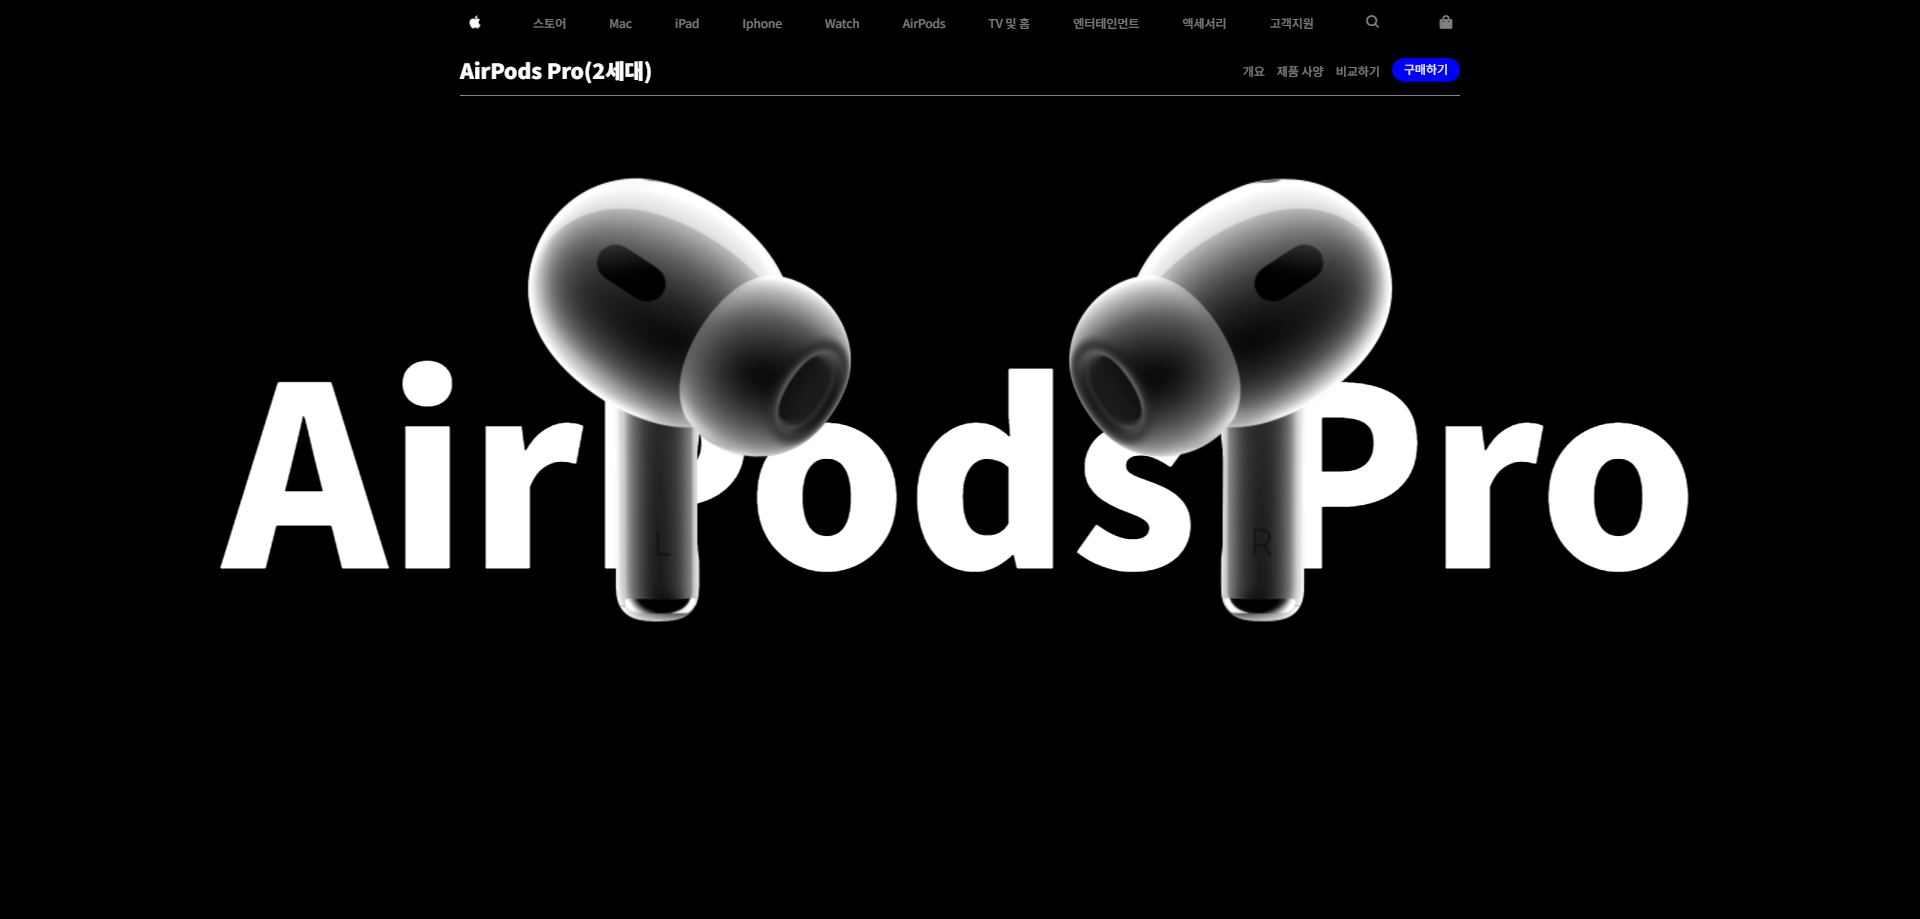 스토어 Mac iPad Iphone Watch AirPods TV 및 홈 엔터테인먼트 액세서리 고객지원
AirPods Pro(2세대) 개요 제품 사양 비교하기 구매하기
AirPods Pro
L R